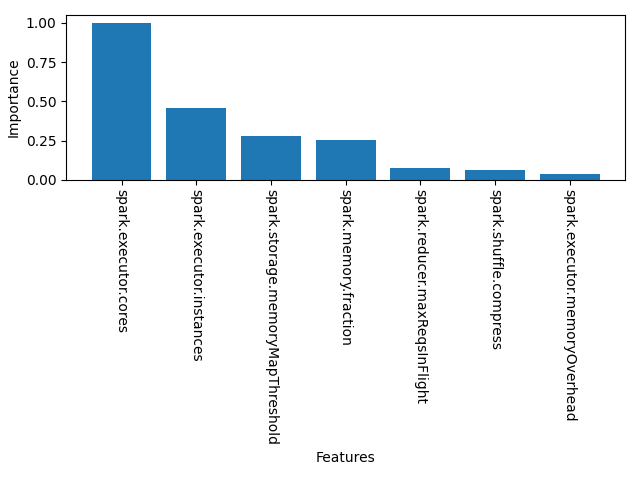 1.00
0.75
0.50
0.25
0.00
Importance
spark.executor.cores
spark.executor.instances
spark.storage.memoryMapThreshold
spark.memory.fraction
spark.reducer.maxReqsInFlight
spark.shuffle.compress
spark.executor.memoryOverhead
Features